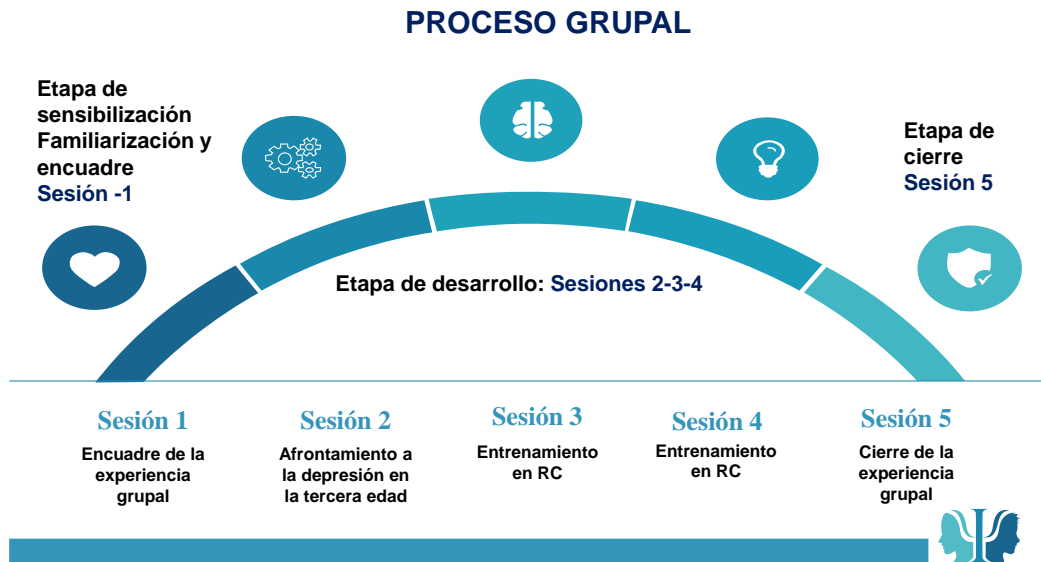 PROCESO GRUPAL
Etapa de
sensibilización
Familiarización y
encuadre
Sesión -1
Etapa de
cierre
Sesión 5
Etapa de desarrollo: Sesiones 2-3-4
Sesión 1
Encuadre de la
experiencia
grupal
Sesión 2
Afrontamiento a
la depresión en
la tercera edad
Sesión 3
Entrenamiento
en RC
Sesión 4
Entrenamiento
en RC
Sesión 5
Cierre de la
experiencia
grupal